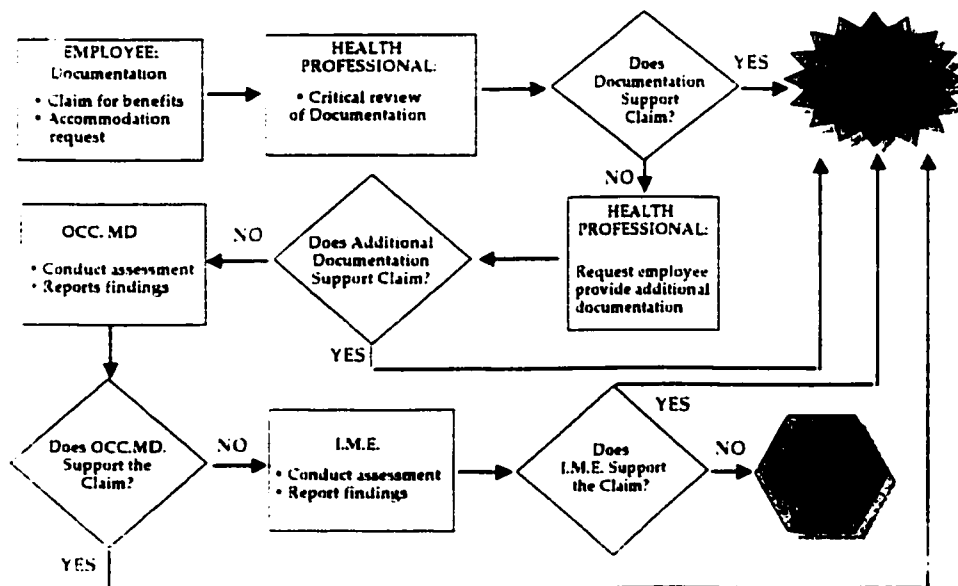 EMPLOYEE:
Documentation
• Claim for benefits
• Accommodation
request
HEALTH
PROFESSIONAL:
• Critical review
of Documentation
Does
Documentation
Support
Claim?
YES
NO
HEALTH
PROFESSIONAL:
Request employee
provide additional
documentation
Does Additional
Documentation
Support Claim?
NO
YES
OCC. MD
• Conduct assessment
• Reports findings
Does OCC.MD.
Support the
Claim?
NO
YES
I.M.E.
• Conduct assessment
• Report findings
Does
I.M.E. Support
the Claim?
YES
NO